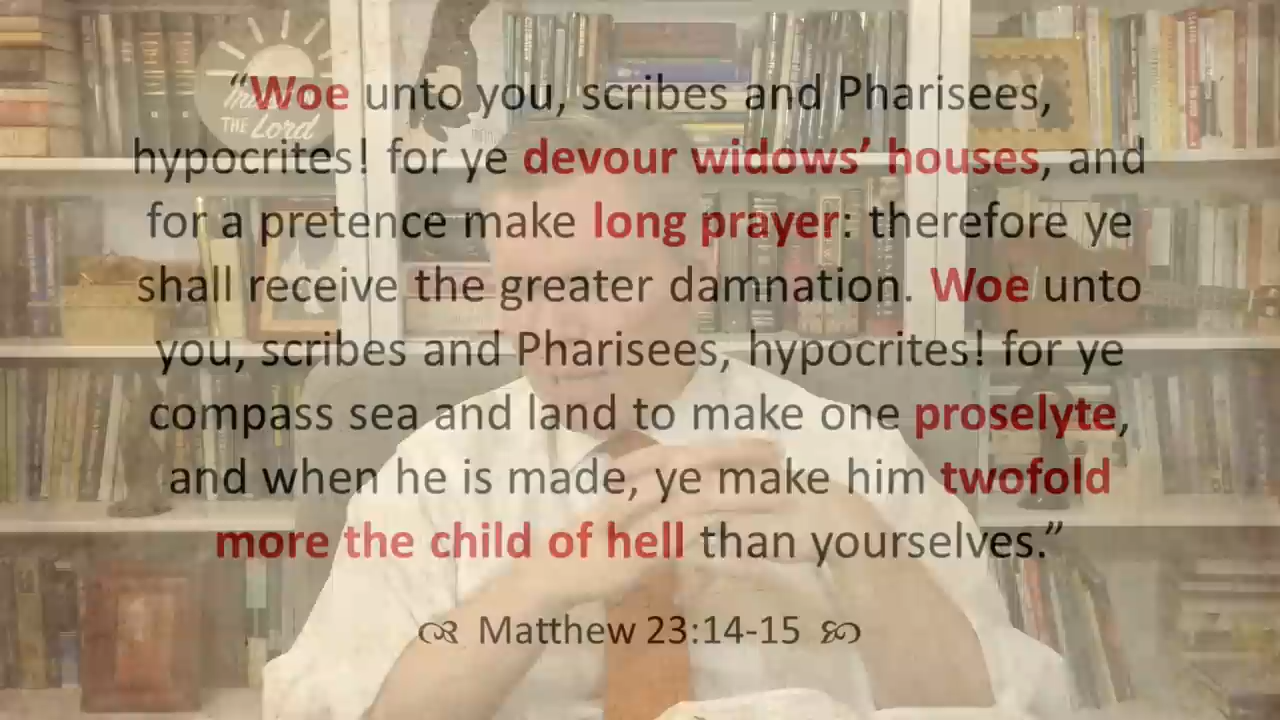 “Woe unto you, scribes and Pharisees,
hypocrites! for ye devour widows’ houses, and
for a pretence make long prayer: therefore ye
shall receive the greater damnation. Woe unto
you, scribes and Pharisees, hypocrites! for ye
compass sea and land to make one proselyte,
and when he is made, ye make him twofold
more the child of hell than yourselves.”
Matthew 23:14-15
THE Lord